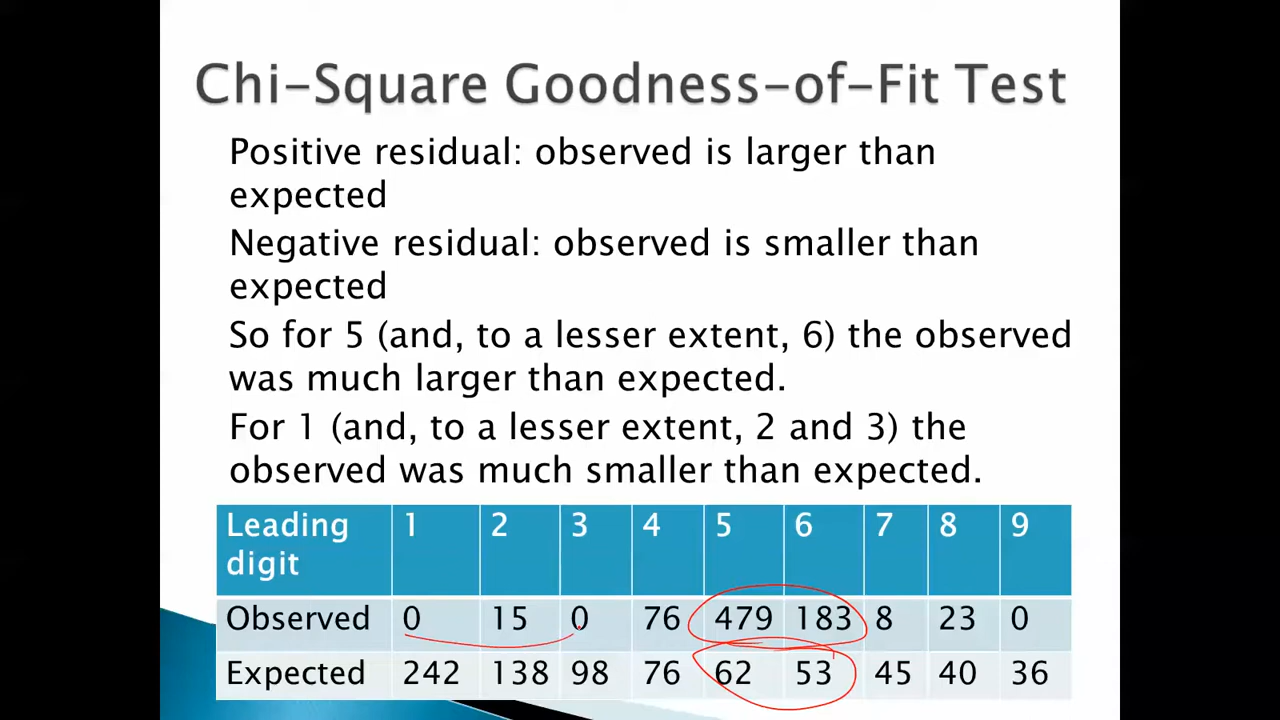 Chi-Square Goodness-of-Fit Test
Positive residual: observed is larger than
expected
Negative residual: observed is smaller than
expected
So for 5 (and, to a lesser extent, 6) the observed
was much larger than expected.
For 1 (and, to a lesser extent, 2 and 3) the
observed was much smaller than expected.
Leading digit 1 2 3 4 5 6 7 8 9
Observed 0 15 0 76 479 183 8 23 0
Expected 242 138 98 76 62 53 45 40 36